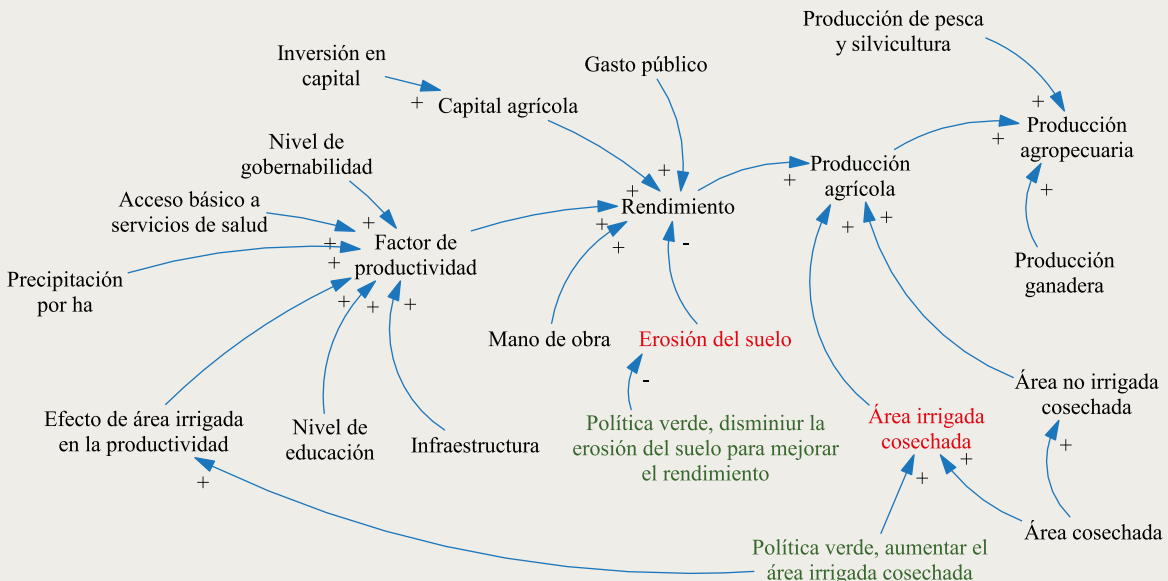 Producción de pesca
y silvicultura
Inversión en
capital
Gasto público
+
Capital agrícola
+
Producción
agropecuaria
+
Nivel de
gobernabilidad
Producción
agrícola
+
+
+
+
Acceso básico a
servicios de salud
Rendimiento
+
+
+
+
+
Factor de
productividad
+
+
-
+
+
Precipitación
por ha
Producción
ganadera
+
+
+
Mano de obra
Erosión del suelo
-
Área no irrigada
cosechada
Efecto de área irrigada
en la productividad
Nivel de
educación
Infraestructura
Política verde, disminiur la
erosión del suelo para mejorar
el rendimiento
Área irrigada
cosechada
+
+
+
+
Área cosechada
Política verde, aumentar el
área irrigada cosechada